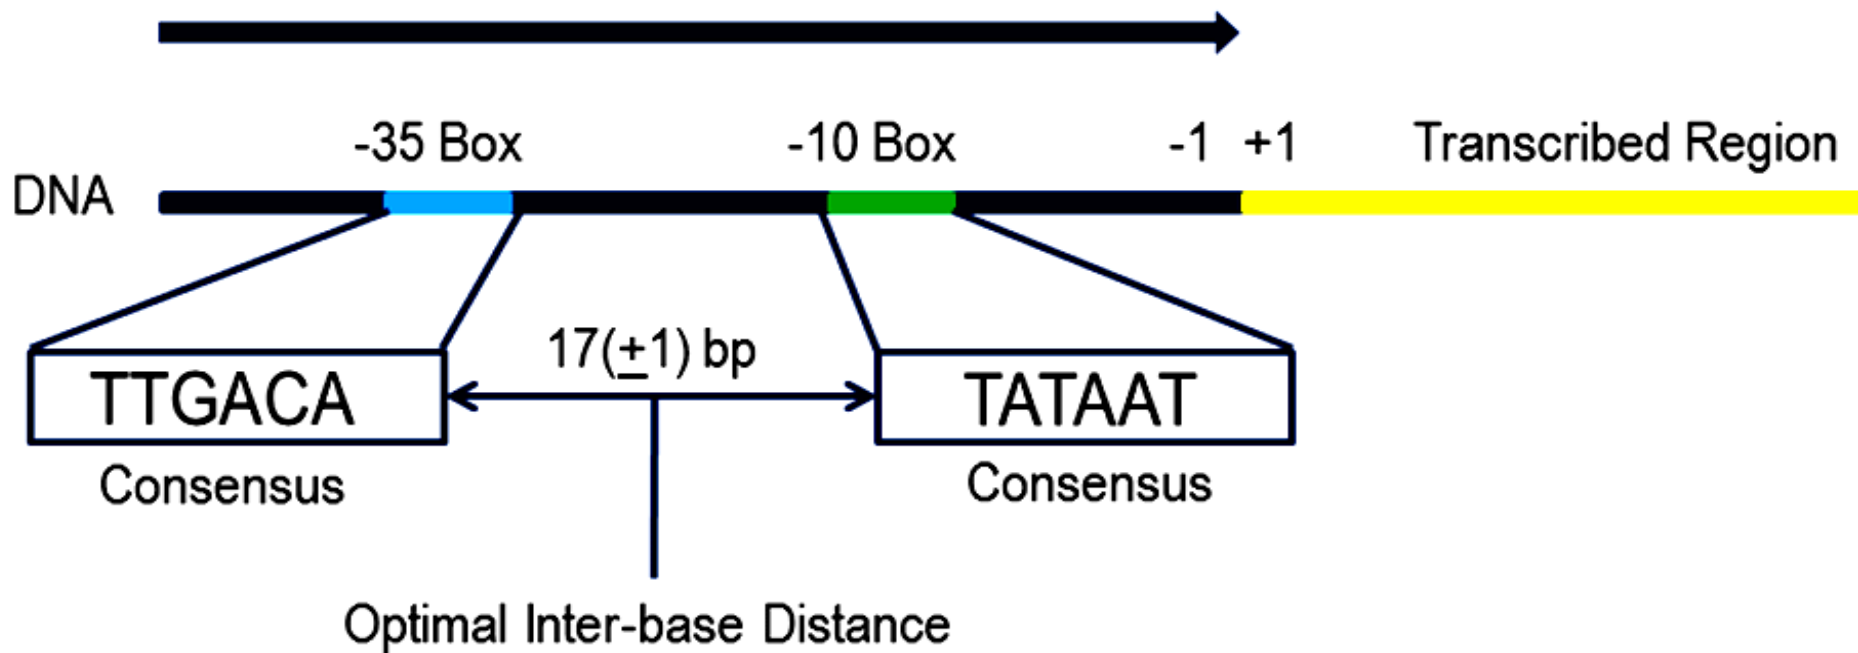 -35 Box -10 Box -1 +1 Transcribed Region
DNA
17(±1) bp
TTGACA TATAAT
Consensus Consensus
Optimal Inter-base Distance